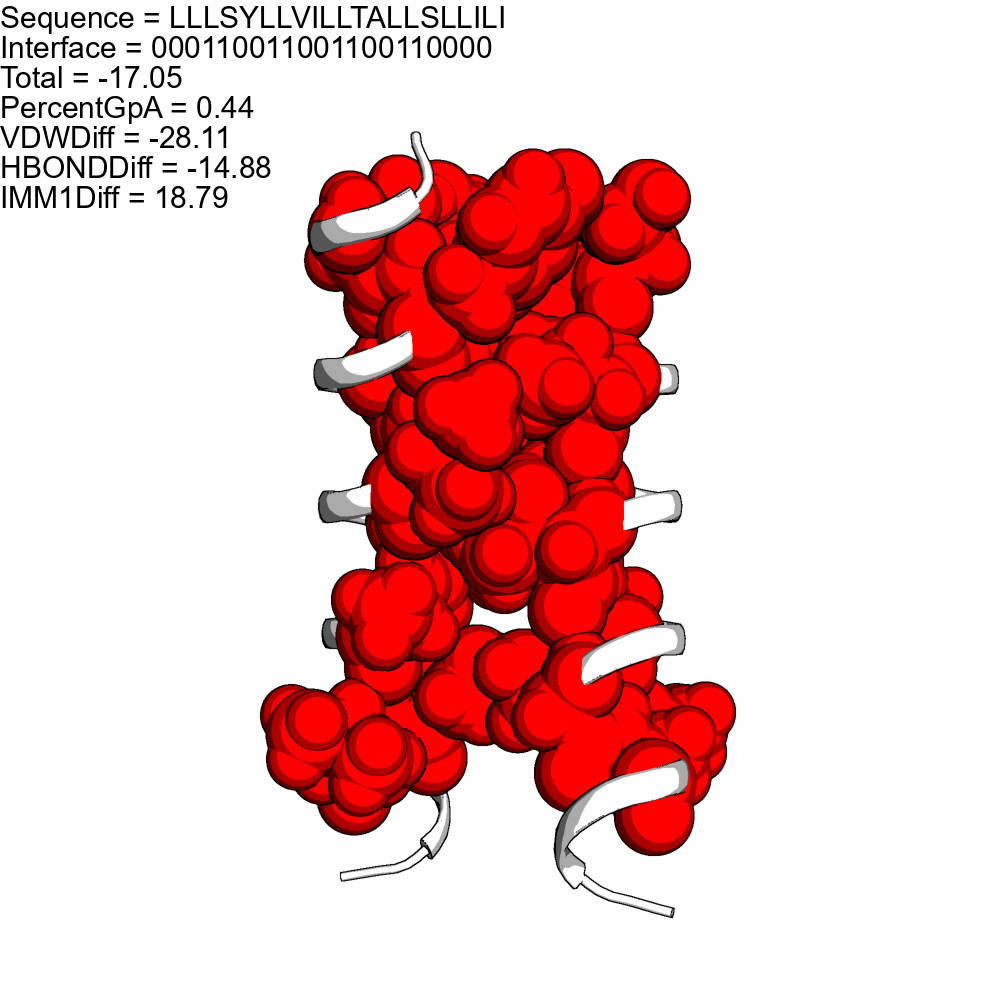 Sequence = LLLSYLLVILLTALLSLLILI
Interface = 000110011001100110000
Total = -17.05
PercentGpA = 0.44
VDWDiff = -28.11
HBONDDiff = -14.88
IMM1Diff = 18.79